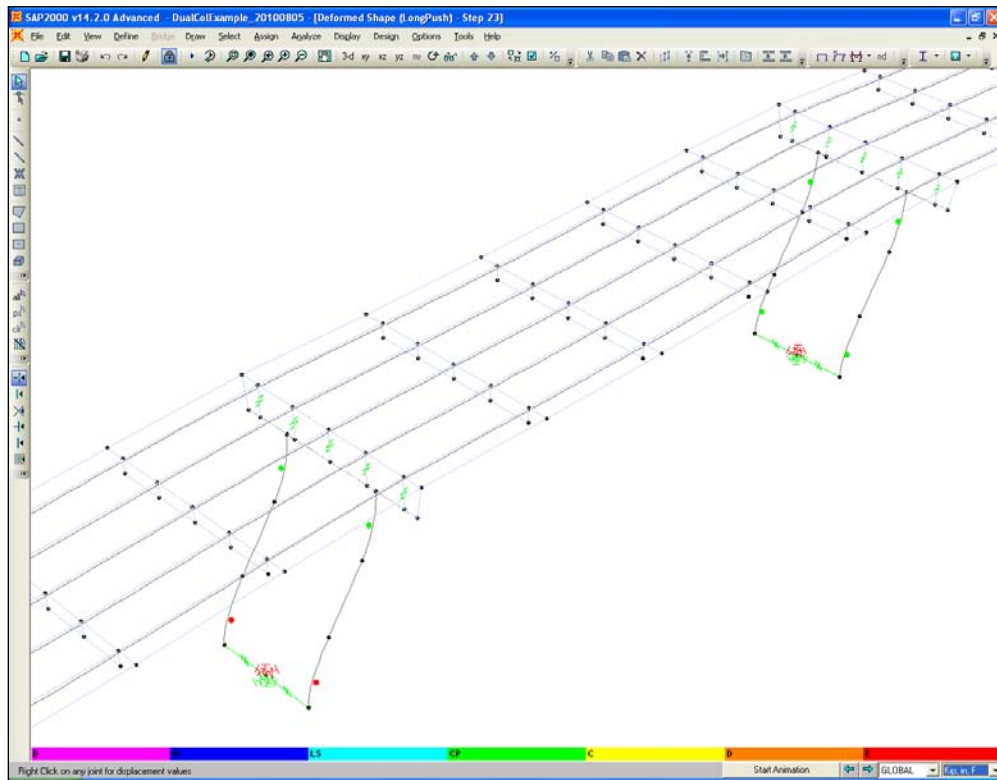 SAP2000 v14.2.0 Advanced - DualColExample_20100805 - [Deformed Shape (LongPush) - Step 23]
File Edit View Define Bridge Draw Select Assign Analyze Display Design Options Tools Help
3-d xy xz yz nv
nd
all
LS CP C D E
Right Click on any joint for displacement values
Start Animation
GLOBAL
Kip, in, F